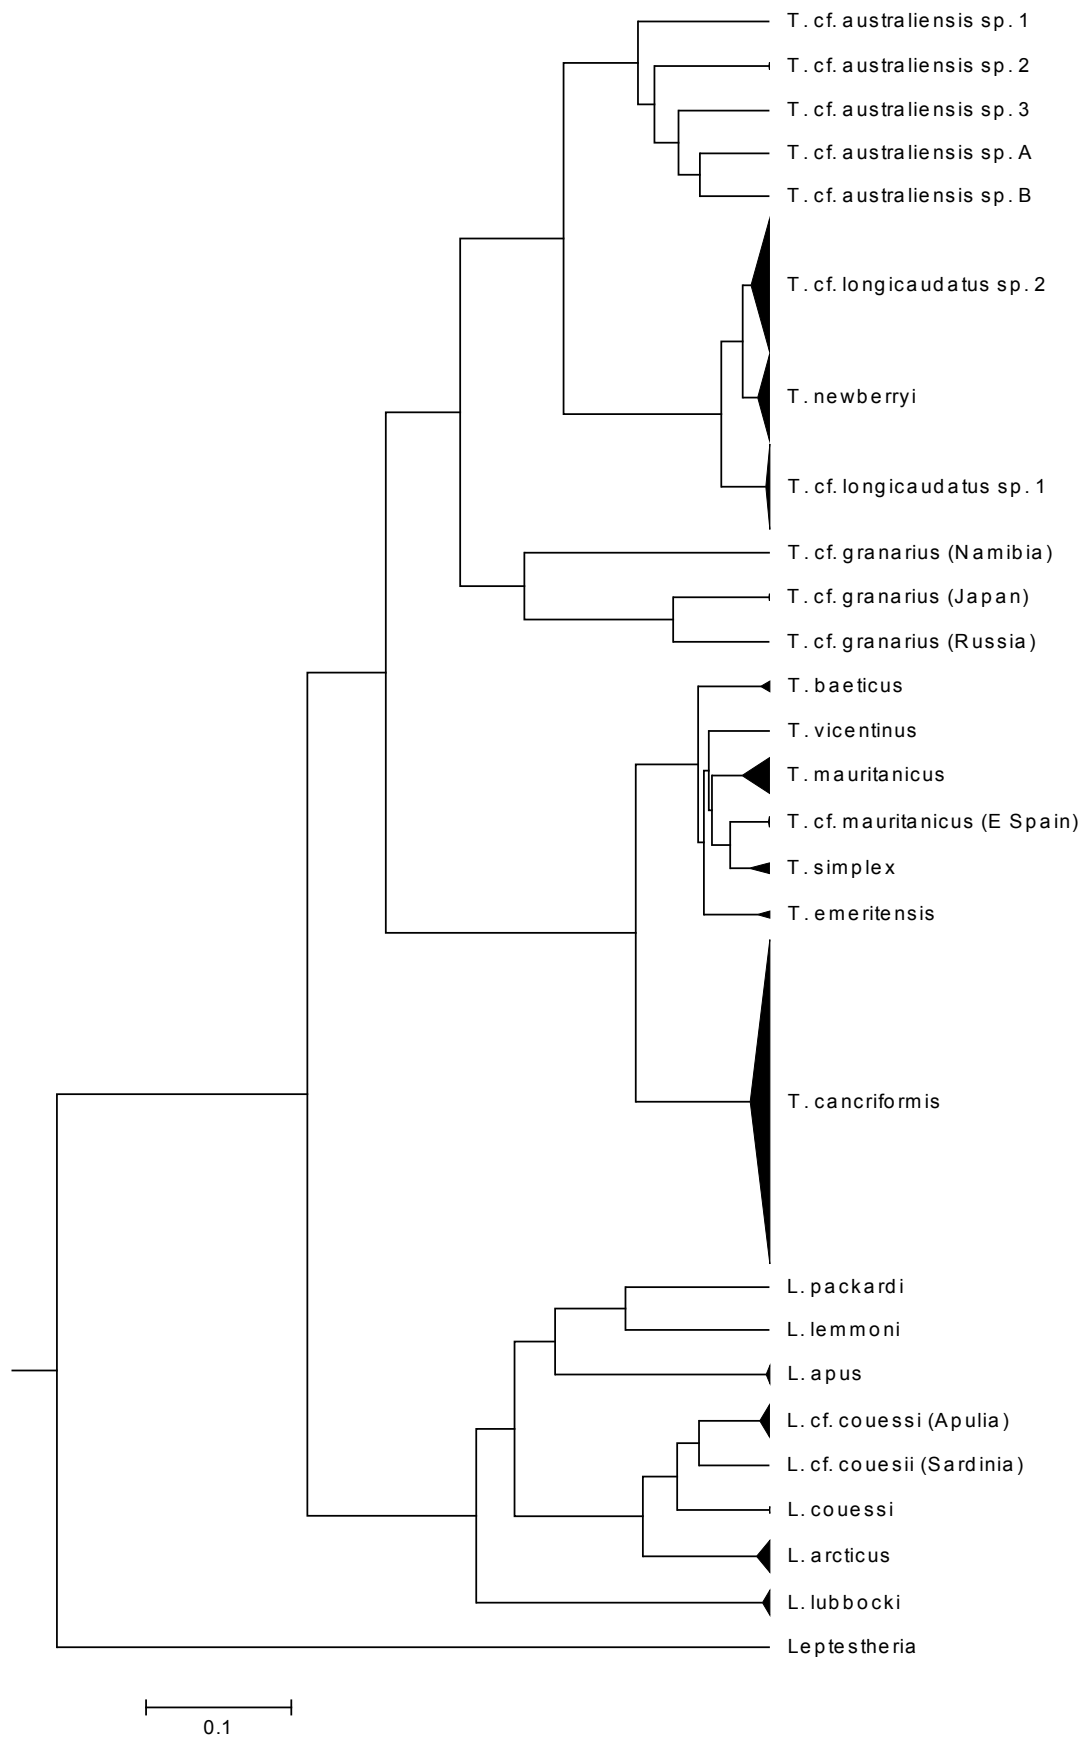 T. cf. australiensis sp. 1
T. cf. australiensis sp. 2
T. cf. australiensis sp. 3
T. cf. australiensis sp. A
T. cf. australiensis sp. B
T. cf. longicaudatus sp. 2
T. newberryi
T. cf. longicaudatus sp. 1
T. cf. granarius (Namibia)
T. cf. granarius (Japan)
T. cf. granarius (Russia)
T. baeticus
T. vicentinus
T. mauritanicus
T. cf. mauritanicus (E Spain)
T. simplex
T. emeritensis
T. cancriformis
L. packardi
L. lemmoni
L. apus
L. cf. couessi (Apulia)
L. cf. couesii (Sardinia)
L. couessi
L. arcticus
L. lubbocki
Leptestheria
0.1